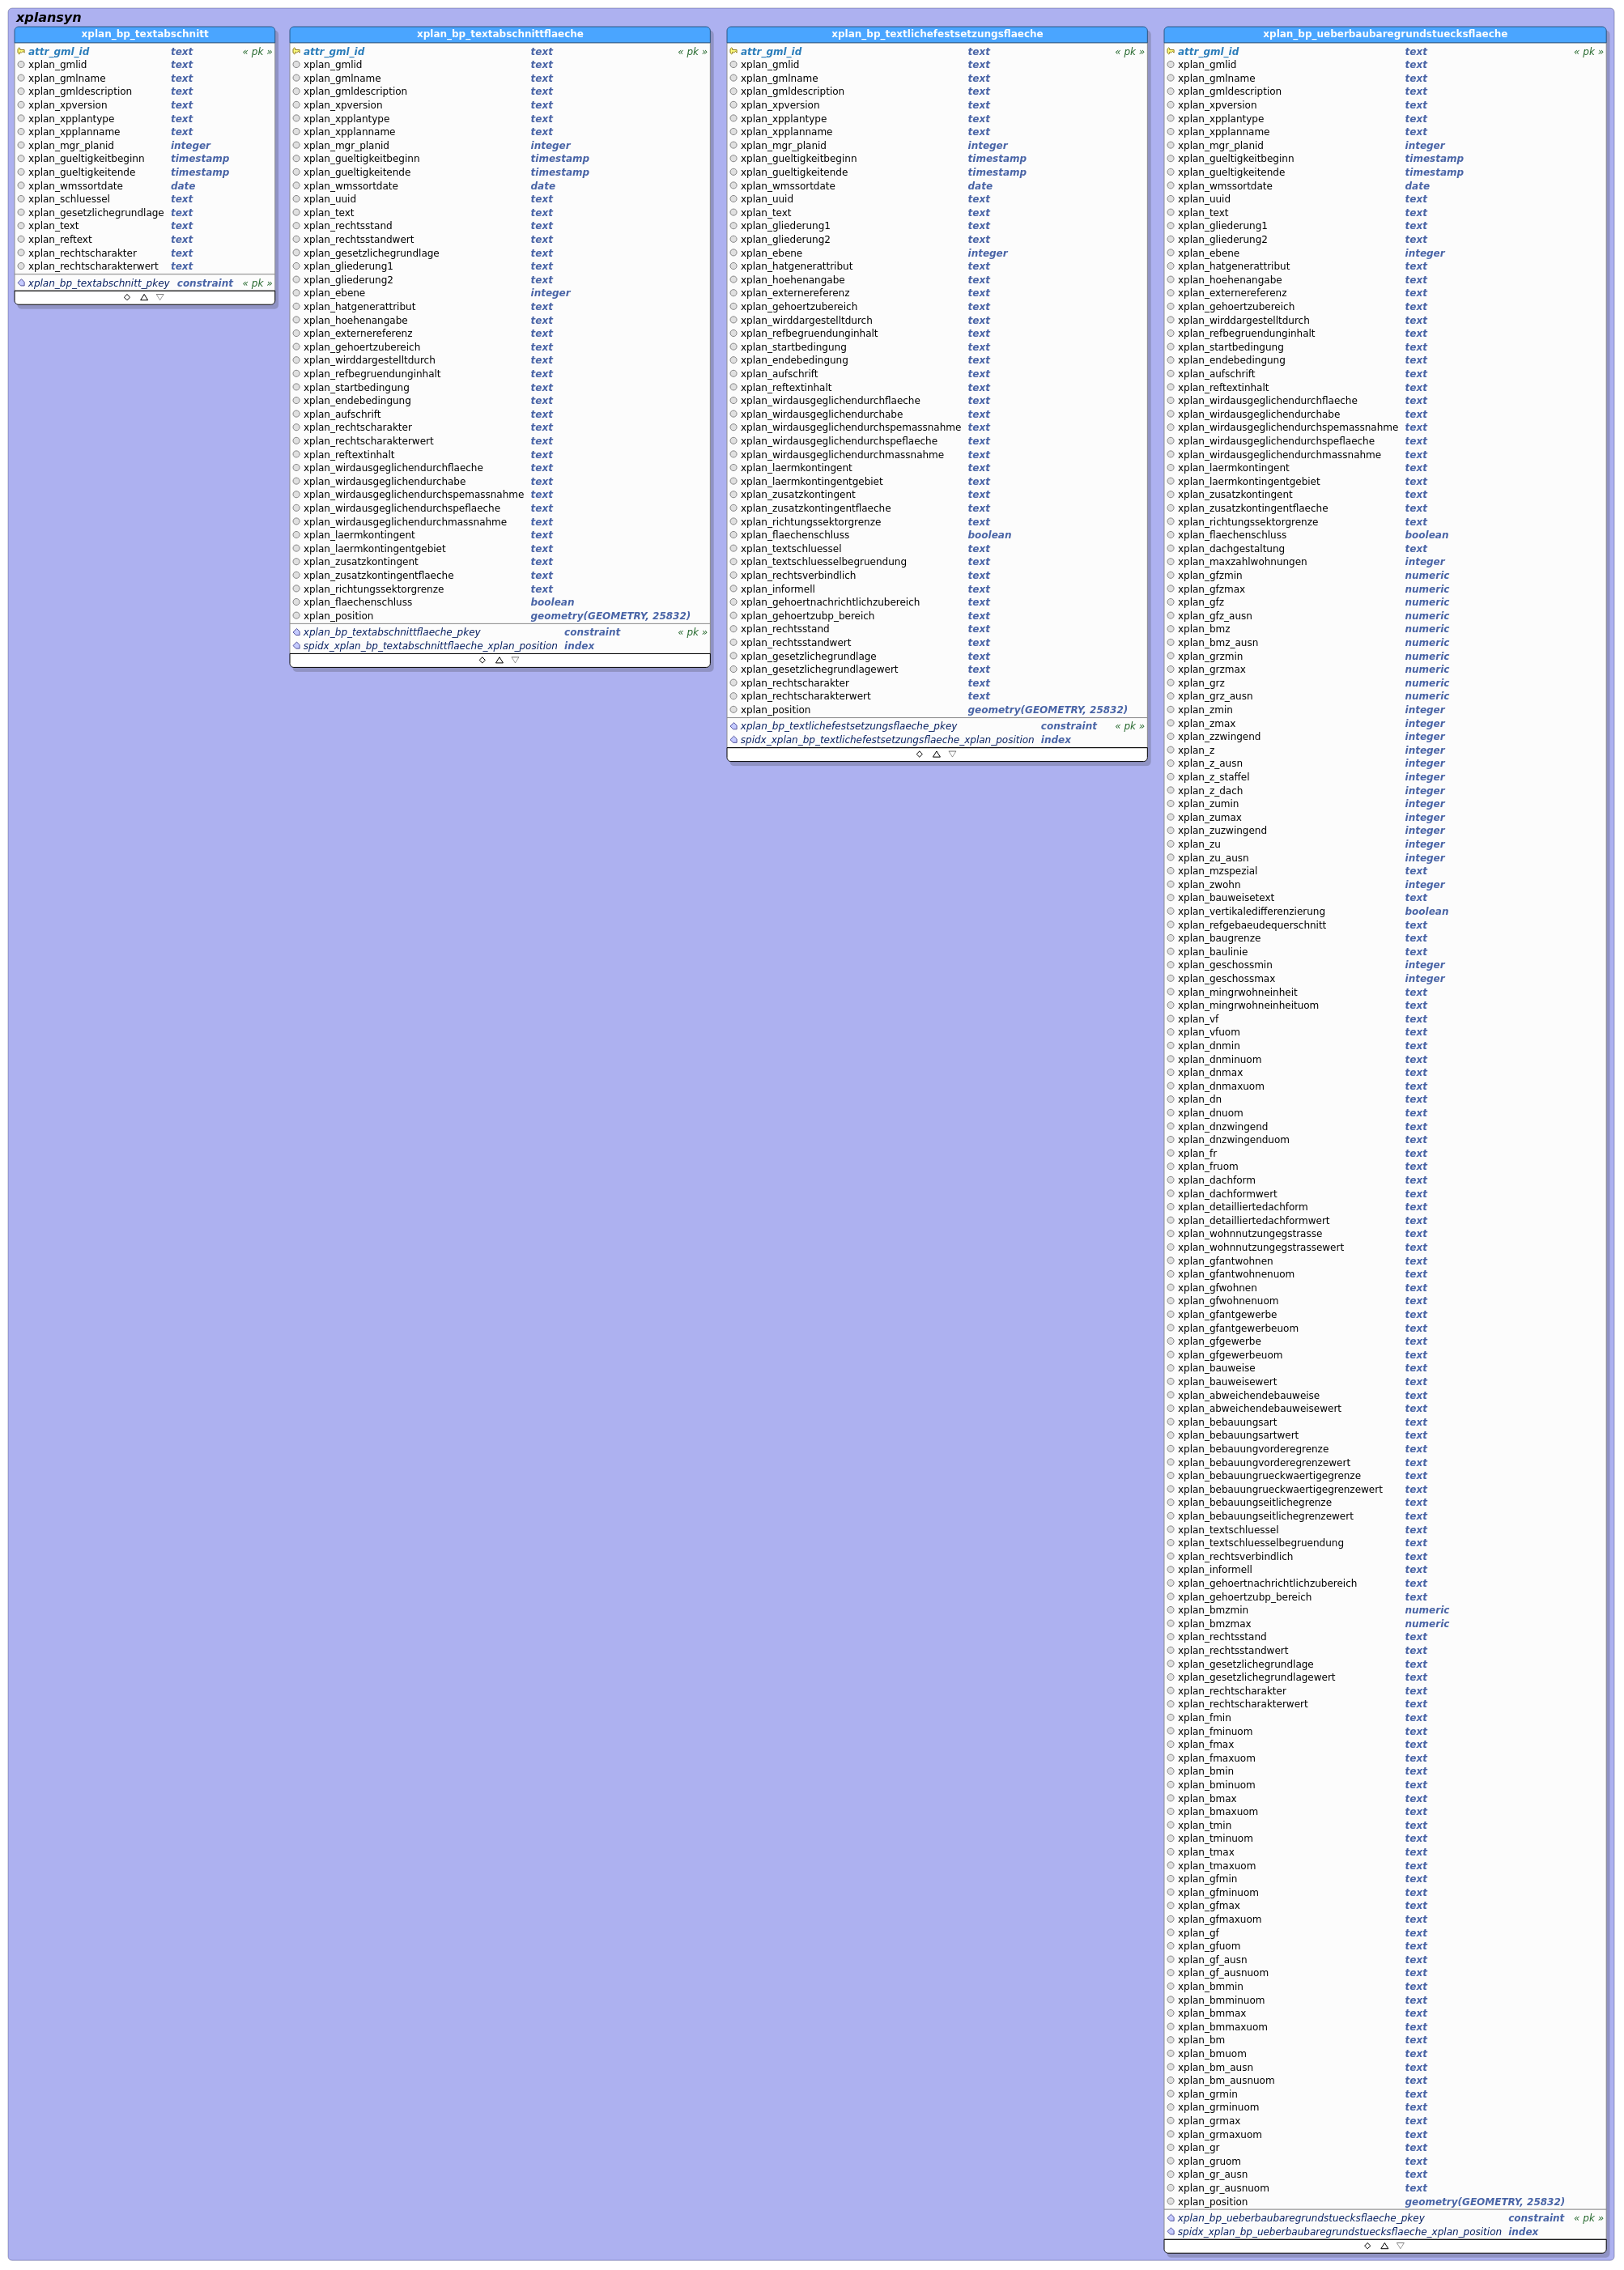 xplansyn
xplan_bp_textabschnitt
attr_gml_id text « pk »
xplan_gmlid text
xplan_gmlname text
xplan_gmldescription text
xplan_xpversion text
xplan_xpplantype text
xplan_xpplanname text
xplan_mgr_planid integer
xplan_gueltigkeitbeginn timestamp
xplan_gueltigkeitende timestamp
xplan_wmssortdate date
xplan_schluessel text
xplan_gesetzlichegrundlage text
xplan_text text
xplan_reftext text
xplan_rechtscharakter text
xplan_rechtscharakterwert text
xplan_bp_textabschnitt_pkey constraint « pk »
xplan_bp_textabschnittflaeche
attr_gml_id text « pk »
xplan_gmlid text
xplan_gmlname text
xplan_gmldescription text
xplan_xpversion text
xplan_xpplantype text
xplan_xpplanname text
xplan_mgr_planid integer
xplan_gueltigkeitbeginn timestamp
xplan_gueltigkeitende timestamp
xplan_wmssortdate date
xplan_uuid text
xplan_text text
xplan_rechtsstand text
xplan_rechtsstandwert text
xplan_gesetzlichegrundlage text
xplan_gliederung1 text
xplan_gliederung2 text
xplan_ebene integer
xplan_hatgenerattribut text
xplan_hoehenangabe text
xplan_externereferenz text
xplan_gehoertzubereich text
xplan_wirddargestelltdurch text
xplan_refbegruendunginhalt text
xplan_startbedingung text
xplan_endebedingung text
xplan_aufschrift text
xplan_rechtscharakter text
xplan_rechtscharakterwert text
xplan_reftextinhalt text
xplan_wirdausgeglichendurchflaeche text
xplan_wirdausgeglichendurchabe text
xplan_wirdausgeglichendurchspemassnahme text
xplan_wirdausgeglichendurchspeflaeche text
xplan_wirdausgeglichendurchmassnahme text
xplan_laermkontingent text
xplan_laermkontingentgebiet text
xplan_zusatzkontingent text
xplan_zusatzkontingentflaeche text
xplan_richtungssektorgrenze text
xplan_flaechenschluss boolean
xplan_position geometry(GEOMETRY, 25832)
xplan_bp_textabschnittflaeche_pkey constraint « pk »
spidx_xplan_bp_textabschnittflaeche_xplan_position index
xplan_bp_textlichefestsetzungsflaeche
attr_gml_id text « pk »
xplan_gmlid text
xplan_gmlname text
xplan_gmldescription text
xplan_xpversion text
xplan_xpplantype text
xplan_xpplanname text
xplan_mgr_planid integer
xplan_gueltigkeitbeginn timestamp
xplan_gueltigkeitende timestamp
xplan_wmssortdate date
xplan_uuid text
xplan_text text
xplan_gliederung1 text
xplan_gliederung2 text
xplan_ebene integer
xplan_hatgenerattribut text
xplan_hoehenangabe text
xplan_externereferenz text
xplan_gehoertzubereich text
xplan_wirddargestelltdurch text
xplan_refbegruendunginhalt text
xplan_startbedingung text
xplan_endebedingung text
xplan_aufschrift text
xplan_reftextinhalt text
xplan_wirdausgeglichendurchflaeche text
xplan_wirdausgeglichendurchabe text
xplan_wirdausgeglichendurchspemassnahme text
xplan_wirdausgeglichendurchspeflaeche text
xplan_wirdausgeglichendurchmassnahme text
xplan_laermkontingent text
xplan_laermkontingentgebiet text
xplan_zusatzkontingent text
xplan_zusatzkontingentflaeche text
xplan_richtungssektorgrenze text
xplan_flaechenschluss boolean
xplan_textschluessel text
xplan_textschluesselbegruendung text
xplan_rechtsverbindlich text
xplan_informell text
xplan_gehoertnachrichtlichzubereich text
xplan_gehoertzubp_bereich text
xplan_rechtsstand text
xplan_rechtsstandwert text
xplan_gesetzlichegrundlage text
xplan_gesetzlichegrundlagewert text
xplan_rechtscharakter text
xplan_rechtscharakterwert text
xplan_position geometry(GEOMETRY, 25832)
xplan_bp_textlichefestsetzungsflaeche_pkey constraint « pk »
spidx_xplan_bp_textlichefestsetzungsflaeche_xplan_position index
xplan_bp_ueberbaubaregrundstuecksflaeche
attr_gml_id text « pk »
xplan_gmlid text
xplan_gmlname text
xplan_gmldescription text
xplan_xpversion text
xplan_xpplantype text
xplan_xpplanname text
xplan_mgr_planid integer
xplan_gueltigkeitbeginn timestamp
xplan_gueltigkeitende timestamp
xplan_wmssortdate date
xplan_uuid text
xplan_text text
xplan_gliederung1 text
xplan_gliederung2 text
xplan_ebene integer
xplan_hatgenerattribut text
xplan_hoehenangabe text
xplan_externereferenz text
xplan_gehoertzubereich text
xplan_wirddargestelltdurch text
xplan_refbegruendunginhalt text
xplan_startbedingung text
xplan_endebedingung text
xplan_aufschrift text
xplan_reftextinhalt text
xplan_wirdausgeglichendurchflaeche text
xplan_wirdausgeglichendurchabe text
xplan_wirdausgeglichendurchspemassnahme text
xplan_wirdausgeglichendurchspeflaeche text
xplan_wirdausgeglichendurchmassnahme text
xplan_laermkontingent text
xplan_laermkontingentgebiet text
xplan_zusatzkontingent text
xplan_zusatzkontingentflaeche text
xplan_richtungssektorgrenze text
xplan_flaechenschluss boolean
xplan_dachgestaltung text
xplan_maxzahlwohnungen integer
xplan_gfzmin numeric
xplan_gfzmax numeric
xplan_gfz numeric
xplan_gfz_ausn numeric
xplan_bmz numeric
xplan_bmz_ausn numeric
xplan_grzmin numeric
xplan_grzmax numeric
xplan_grz numeric
xplan_grz_ausn numeric
xplan_zmin integer
xplan_zmax integer
xplan_zzwingend integer
xplan_z integer
xplan_z_ausn integer
xplan_z_staffel integer
xplan_z_dach integer
xplan_zumin integer
xplan_zumax integer
xplan_zuzwingend integer
xplan_zu integer
xplan_zu_ausn integer
xplan_mzspezial text
xplan_zwohn integer
xplan_bauweisetext text
xplan_vertikaledifferenzierung boolean
xplan_refgebaeudequerschnitt text
xplan_baugrenze text
xplan_baulinie text
xplan_geschossmin integer
xplan_geschossmax integer
xplan_mingrwohneinheit text
xplan_mingrwohneinheituom text
xplan_vf text
xplan_vfuom text
xplan_dnmin text
xplan_dnminuom text
xplan_dnmax text
xplan_dnmaxuom text
xplan_dn text
xplan_dnuom text
xplan_dnzwingend text
xplan_dnzwingenduom text
xplan_fr text
xplan_fruom text
xplan_dachform text
xplan_dachformwert text
xplan_detailliertedachform text
xplan_detailliertedachformwert text
xplan_wohnnutzungegstrasse text
xplan_wohnnutzungegstrassewert text
xplan_gfantwohnen text
xplan_gfantwohnenuom text
xplan_gfwohnen text
xplan_gfwohnenuom text
xplan_gfantgewerbe text
xplan_gfantgewerbeuom text
xplan_gfgewerbe text
xplan_gfgewerbeuom text
xplan_bauweise text
xplan_bauweisewert text
xplan_abweichendebauweise text
xplan_abweichendebauweisewert text
xplan_bebauungsart text
xplan_bebauungsartwert text
xplan_bebauungvorderegrenze text
xplan_bebauungvorderegrenzewert text
xplan_bebauungrueckwaertigegrenze text
xplan_bebauungrueckwaertigegrenzewert text
xplan_bebauungseitlichegrenze text
xplan_bebauungseitlichegrenzewert text
xplan_textschluessel text
xplan_textschluesselbegruendung text
xplan_rechtsverbindlich text
xplan_informell text
xplan_gehoertnachrichtlichzubereich text
xplan_gehoertzubp_bereich text
xplan_bmzmin numeric
xplan_bmzmax numeric
xplan_rechtsstand text
xplan_rechtsstandwert text
xplan_gesetzlichegrundlage text
xplan_gesetzlichegrundlagewert text
xplan_rechtscharakter text
xplan_rechtscharakterwert text
xplan_fmin text
xplan_fminuom text
xplan_fmax text
xplan_fmaxuom text
xplan_bmin text
xplan_bminuom text
xplan_bmax text
xplan_bmaxuom text
xplan_tmin text
xplan_tminuom text
xplan_tmax text
xplan_tmaxuom text
xplan_gfmin text
xplan_gfminuom text
xplan_gfmax text
xplan_gfmaxuom text
xplan_gf text
xplan_gfuom text
xplan_gf_ausn text
xplan_gf_ausnuom text
xplan_bmmin text
xplan_bmminuom text
xplan_bmmax text
xplan_bmmaxuom text
xplan_bm text
xplan_bmuom text
xplan_bm_ausn text
xplan_bm_ausnuom text
xplan_grmin text
xplan_grminuom text
xplan_grmax text
xplan_grmaxuom text
xplan_gr text
xplan_gruom text
xplan_gr_ausn text
xplan_gr_ausnuom text
xplan_position geometry(GEOMETRY, 25832)
xplan_bp_ueberbaubaregrundstuecksflaeche_pkey constraint « pk »
spidx_xplan_bp_ueberbaubaregrundstuecksflaeche_xplan_position index